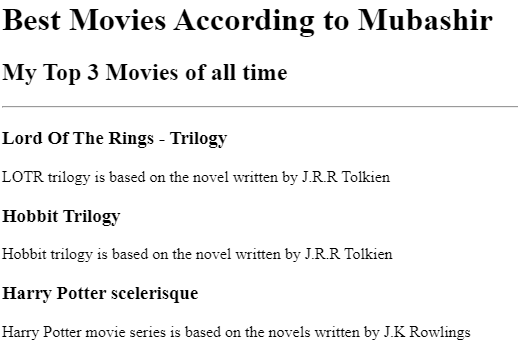 Best Movies According to Mubashir
My Top 3 Movies of all time
Lord Of The Rings - Trilogy
LOTR trilogy is based on the novel written by J.R.R Tolkien
Hobbit Trilogy
Hobbit trilogy is based on the novel written by J.R.R Tolkien
Harry Potter scelerisque
Harry Potter movie series is based on the novels written by J.K Rowlings